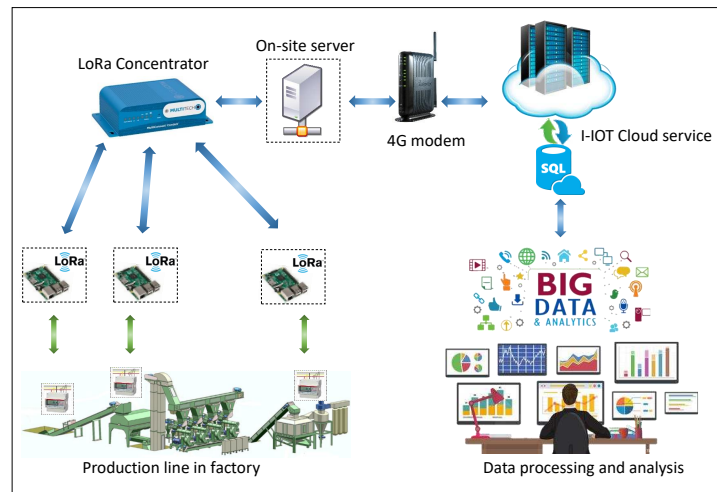 On-site server
LoRa Concentrator
MULTITECH
4G modem
I-IOT Cloud service
SQL
LoRa
LoRa
LoRa
BIG
DATA
& ANALYTICS
Production line in factory
Data processing and analysis